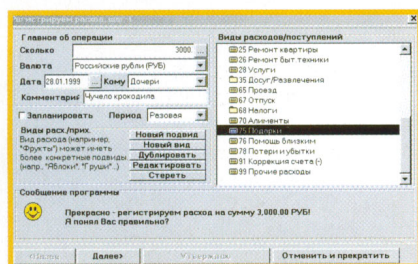 Регистрируем расход, шаг 1
Главное об операции
Сколько 3000. ...
Валюта Российские рубли (РУБ)
Дата 28.01.1999 ... Кому Дочери
Комментарий Чучело крокодила
Запланировать Период Разовая
Виды расх./прих.
Вид расхода (например,
"Фрукты") может иметь
более конкретные подвиды
(напр., "Яблоки", "Груши"...)
Новый подвид
Новый вид
Дублировать
Редактировать
Стереть
Виды расходов/поступлений
25 Ремонт квартиры
26 Ремонт быт техники
28 Услуги
35 Досуг/Развлечения
65 Проезд
67 Отпуск
68 Налоги
70 Алименты
75 Подарки
76 Помощь близким
78 Потери и убытки
91 Коррекция счета (-)
99 Прочие расходы
Сообщение программы
Прекрасно - регистрируем расход на сумму 3,000.00 РУБ!
Я понял Вас правильно?
<Назад Далее> Утверждаю Отменить и прекратить